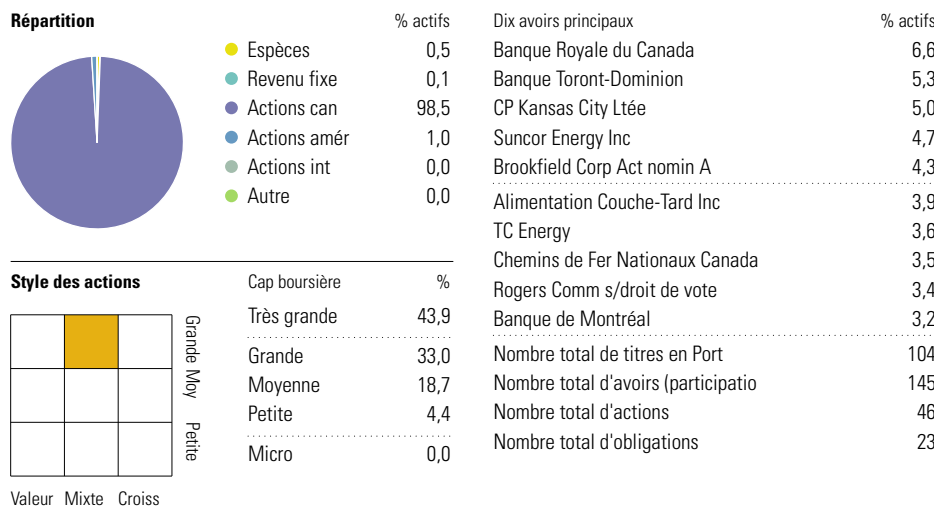 Répartition % actifs
Espèces 0,5
Revenu fixe 0,1
Actions can 98,5
Actions amér 1,0
Actions int 0,0
Autre 0,0
Style des actions
Grande Moy Petite
Valeur Mixte Croiss
Cap boursière %
Très grande 43,9
Grande 33,0
Moyenne 18,7
Petite 4,4
Micro 0,0
Dix avoirs principaux % actifs
Banque Royale du Canada 6,6
Banque Toront-Dominion 5,3
CP Kansas City Ltée 5,0
Suncor Energy Inc 4,7
Brookfield Corp Act nomin A 4,3
Alimentation Couche-Tard Inc 3,9
TC Energy 3,6
Chemins de Fer Nationaux Canada 3,5
Rogers Comm s/droit de vote 3,4
Banque de Montréal 3,2
Nombre total de titres en Port 104
Nombre total d'avoirs (participatio 145
Nombre total d'actions 46
Nombre total d'obligations 23